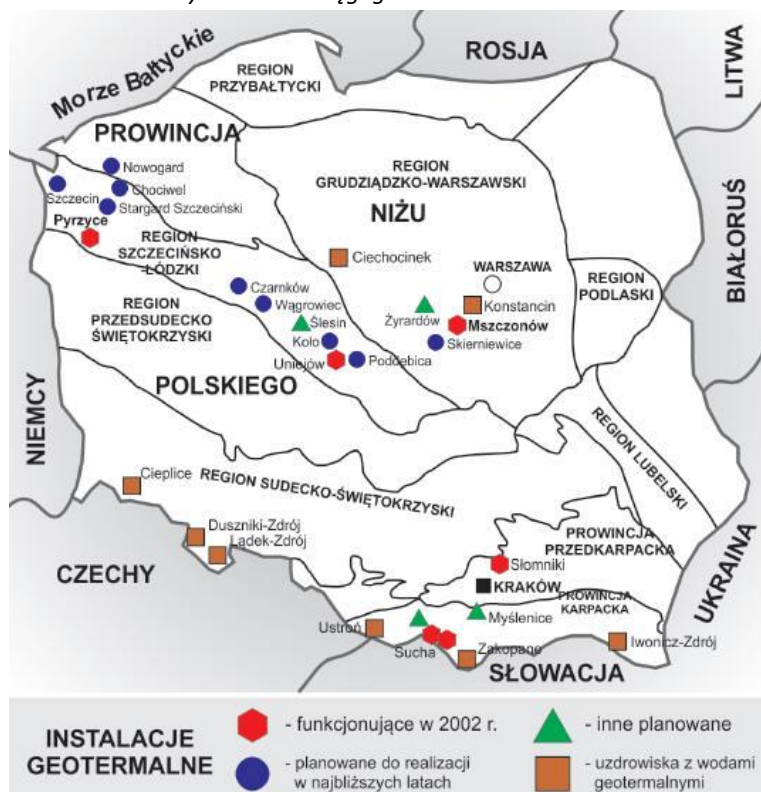 Morze Bałtyckie
ROSJA
LITWA
REGION
PRZYBAŁTYCKI
PROWINCJA
REGION
GRUDZIĄDZKO-WARSZAWSKI
NIŻU
BIAŁORUŚ
Nowogard
Szczecin
Chociwel
Stargard Szczeciński
Pyrzyce
REGION
SZCZECIŃSKO
-ŁÓDZKI
Ciechocinek
WARSZAWA
REGION
PODLASKI
Czarnków
Wągrowiec
Konstancin
REGION
PRZEDSUDECKO
ŚWIĘTOKRZYSKI
Ślesin
Żyrardów
Mszczonów
Koło
Skierniewice
Uniejów
Poddębica
POLSKIEGO
NIEMCY
REGION LUBELSKI
Cieplice
REGION SUDECKO-ŚWIĘTOKRZYSKI
Duszniki-Zdrój
Lądek-Zdrój
PROWINCJA
PRZEDKARPACKA
UKRAINA
CZECHY
Słomniki
KRAKÓW
PROWINCJA
KARPACKA
Myślenice
Ustroń
Sucha
Zakopane
Iwonicz-Zdrój
SŁOWACJA
INSTALACJE
GEOTERMALNE
- funkcjonujące w 2002 r.
- planowane do realizacji
w najbliższych latach
- inne planowane
- uzdrowiska z wodami
geotermalnymi